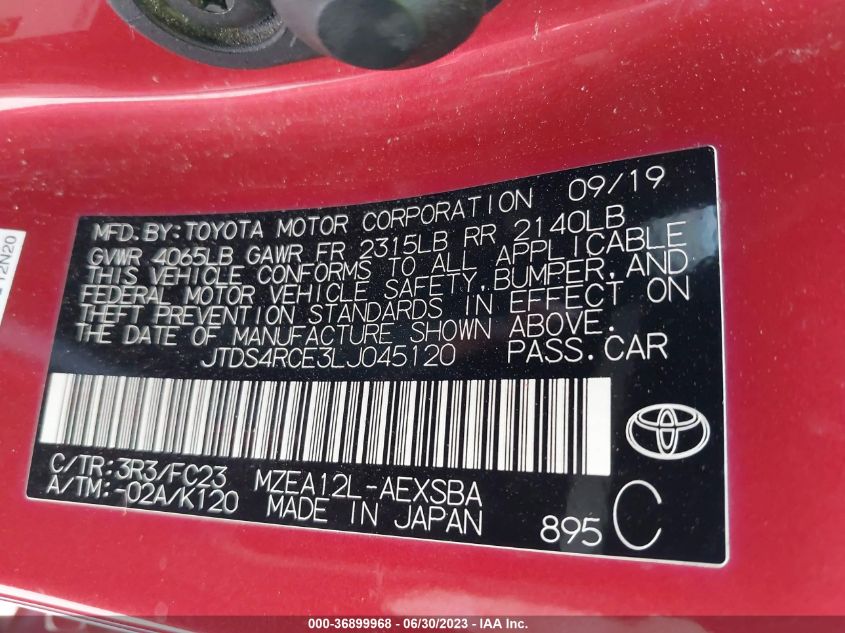 12N20
09/19
MFD. BY: TOYOTA MOTOR CORPORATION
GVWR 4065LB GAWR FR 2315LB RR 2140LB
THIS VEHICLE CONFORMS TO ALL APPLICABLE
FEDERAL MOTOR VEHICLE SAFETY, BUMPER, AND
THEFT PREVENTION STANDARDS IN EFFECT ON
THE DATE OF MANUFACTURE SHOWN ABOVE.
JTDS4RCE3LJ045120 PASS. CAR
C/TR: 3R3/FC23 MZEA12L-AEXSBA
A/TM: -02A/K120 MADE IN JAPAN
895 C
000-36899968 - 06/30/2023 - IAA Inc.